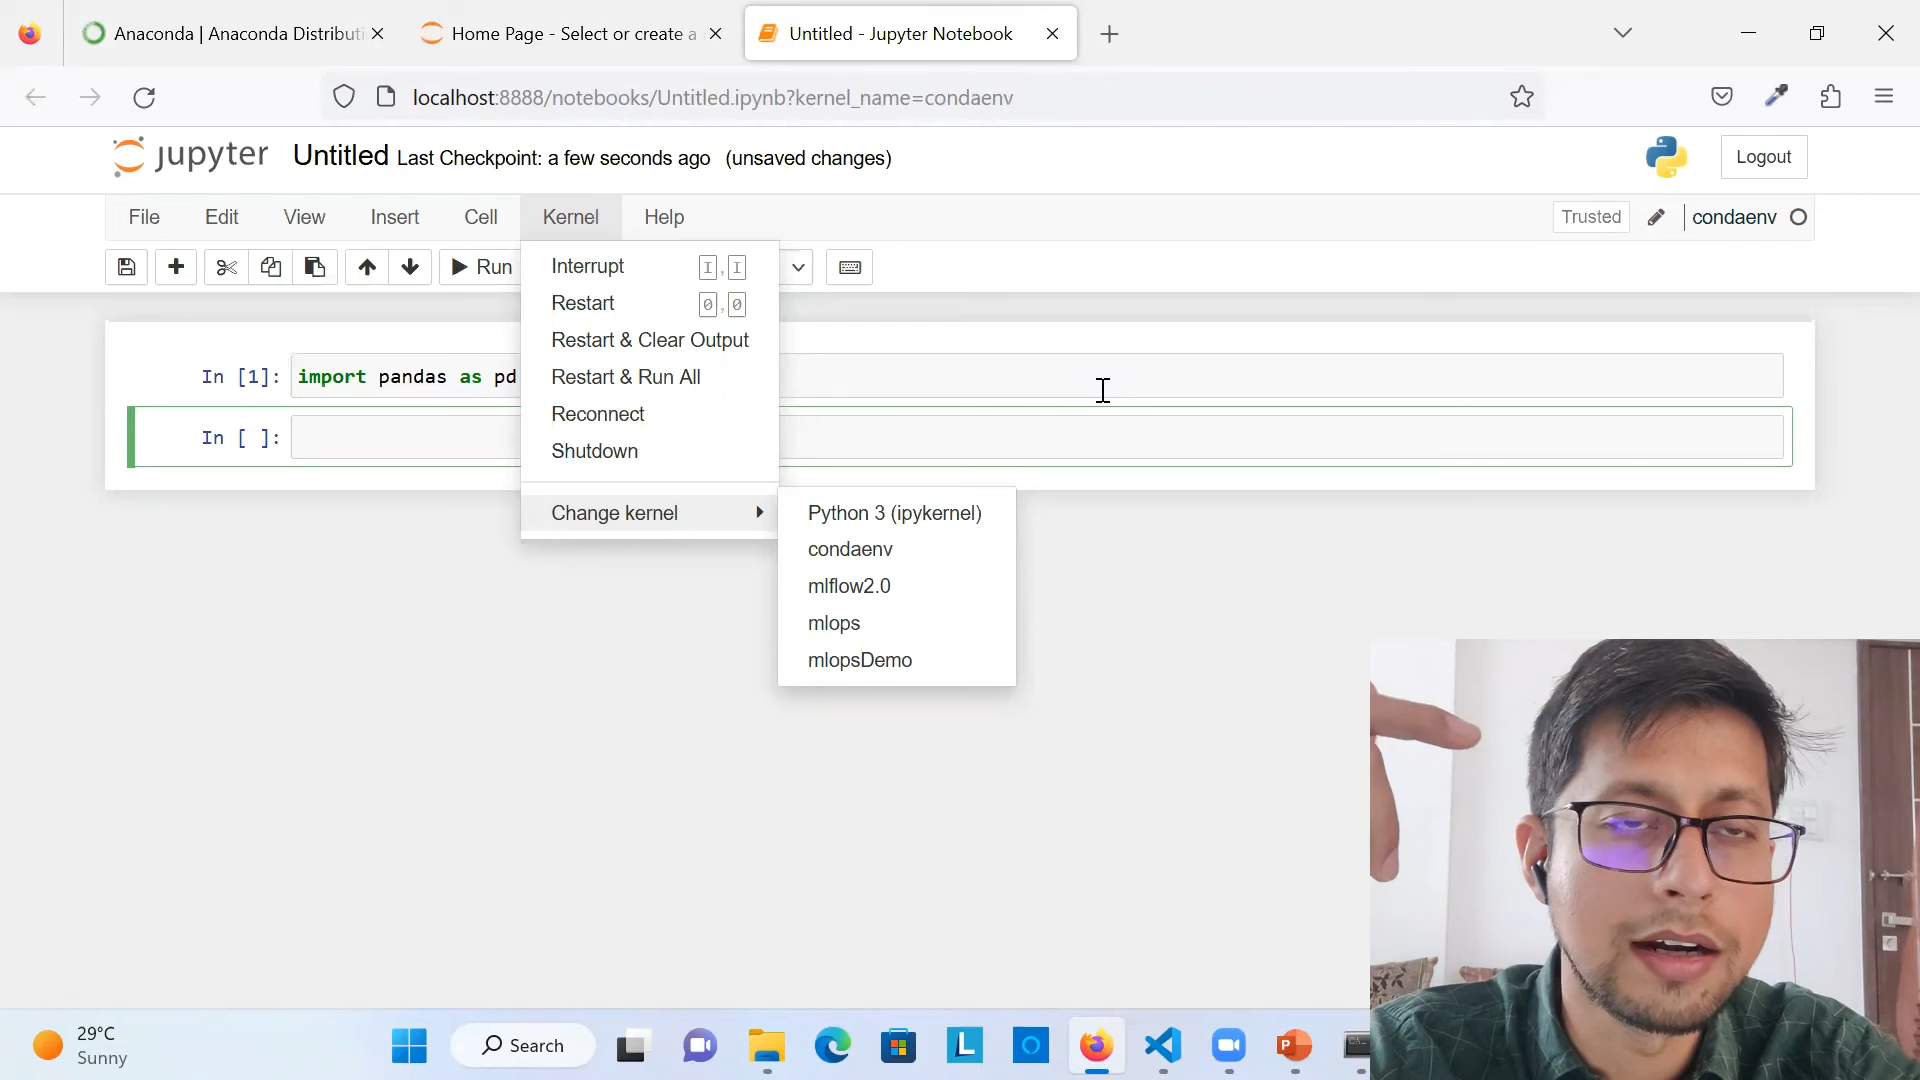 Anaconda | Anaconda Distributi
Home Page - Select or create a
Untitled - Jupyter Notebook
localhost:8888/notebooks/Untitled.ipynb?kernel_name=condaenv
jupyter Untitled Last Checkpoint: a few seconds ago (unsaved changes)
Logout
File Edit View Insert Cell Kernel Help
Trusted
condaenv
Run
Interrupt I,I
Restart 0,0
Restart & Clear Output
Restart & Run All
Reconnect
Shutdown
Change kernel
In [1]: import pandas as pd
In [ ]:
Python 3 (ipykernel)
condaenv
mlflow2.0
mlops
mlopsDemo
29°C
Sunny
Search